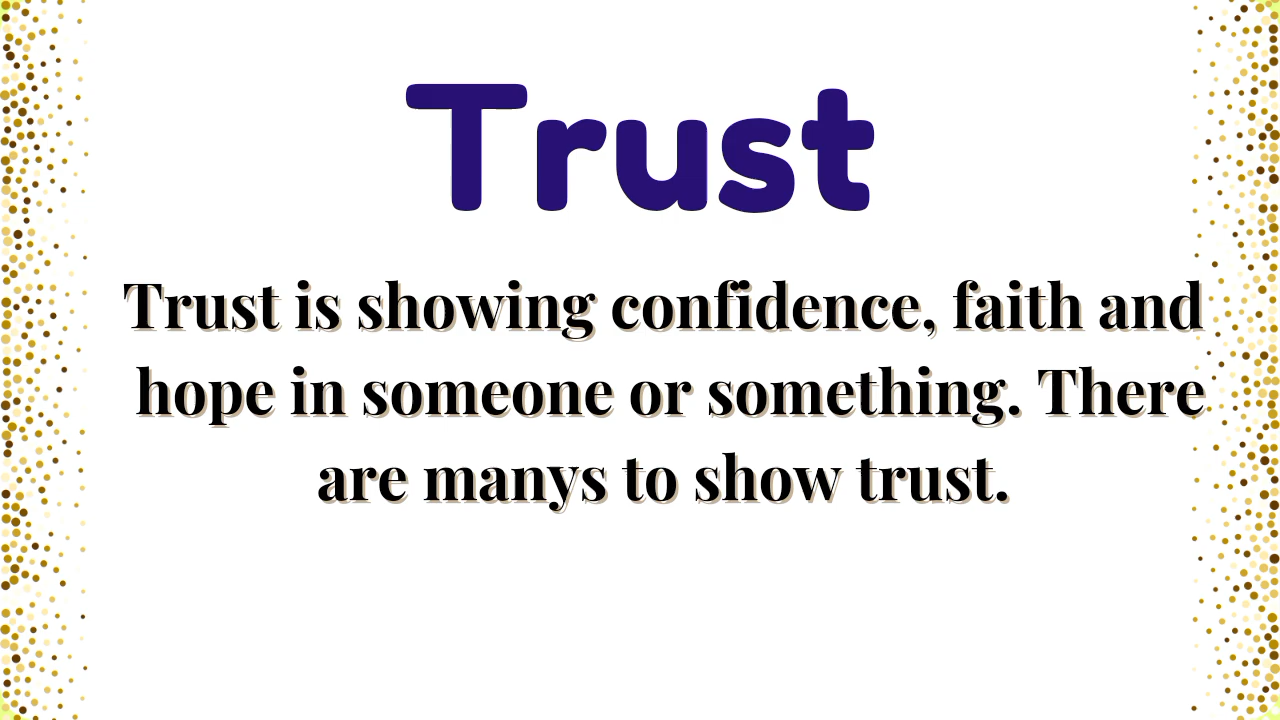 Trust
Trust is showing confidence, faith and
hope in someone or something. There
are manys to show trust.